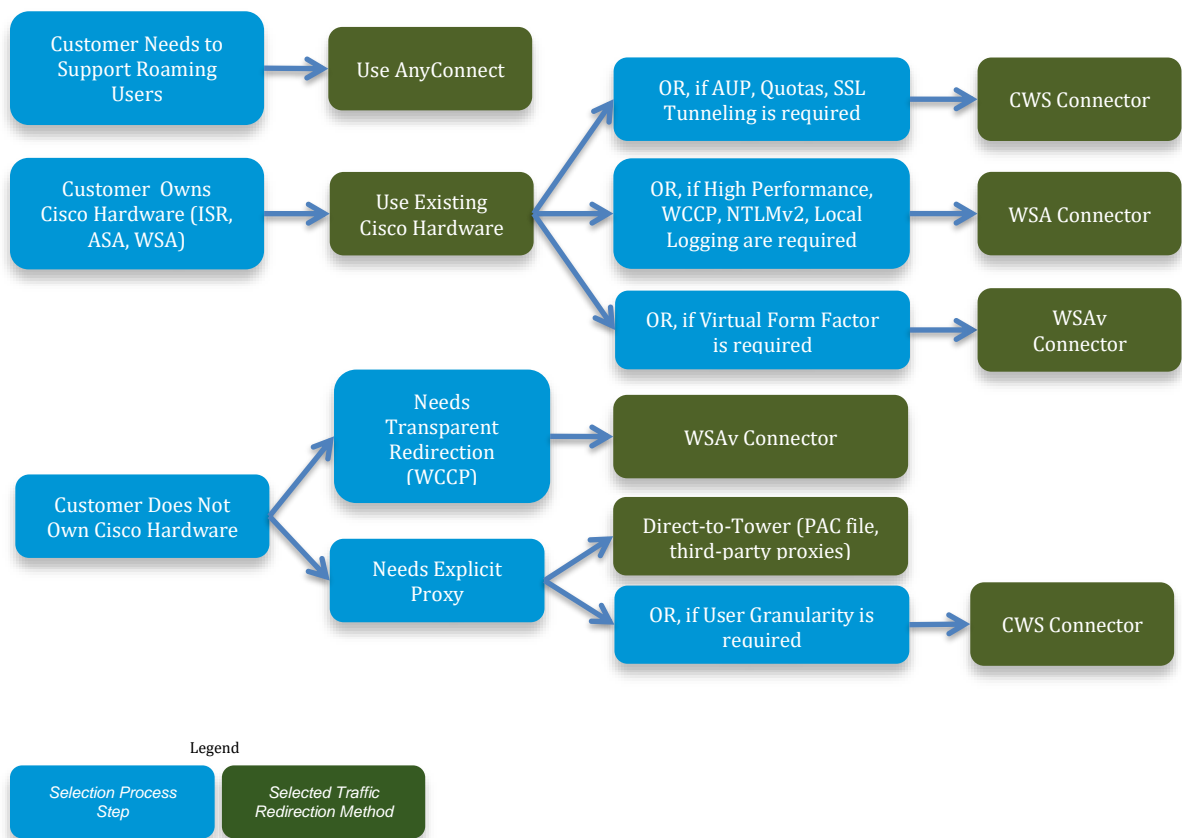 Customer Needs to
Support Roaming
Users
Use AnyConnect
OR, if AUP, Quotas, SSL
Tunneling is required
CWS Connector
Customer Owns
Cisco Hardware (ISR,
ASA, WSA)
Use Existing
Cisco Hardware
OR, if High Performance,
WCCP, NTLMv2, Local
Logging are required
WSA Connector
OR, if Virtual Form Factor
is required
WSAv
Connector
Needs
Transparent
Redirection
(WCCP)
WSAv Connector
Customer Does Not
Own Cisco Hardware
Direct-to-Tower (PAC file,
third-party proxies)
Needs Explicit
Proxy
OR, if User Granularity is
required
CWS Connector
Legend
Selection Process
Step
Selected Traffic
Redirection Method